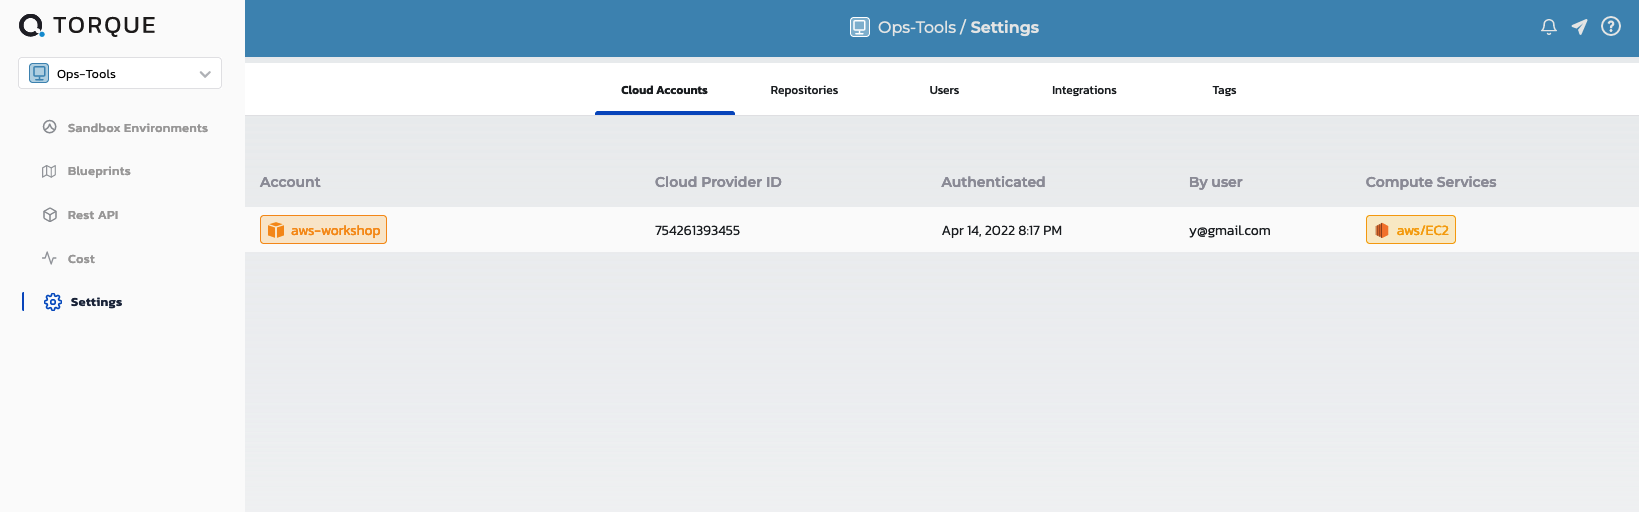 TORQUE
Ops-Tools / Settings
Ops-Tools
Sandbox Environments
Blueprints
Rest API
Cost
Settings
Cloud Accounts Repositories Users Integrations Tags
Account Cloud Provider ID Authenticated By user Compute Services
aws-workshop 754261393455 Apr 14, 2022 8:17 PM y@gmail.com aws/EC2